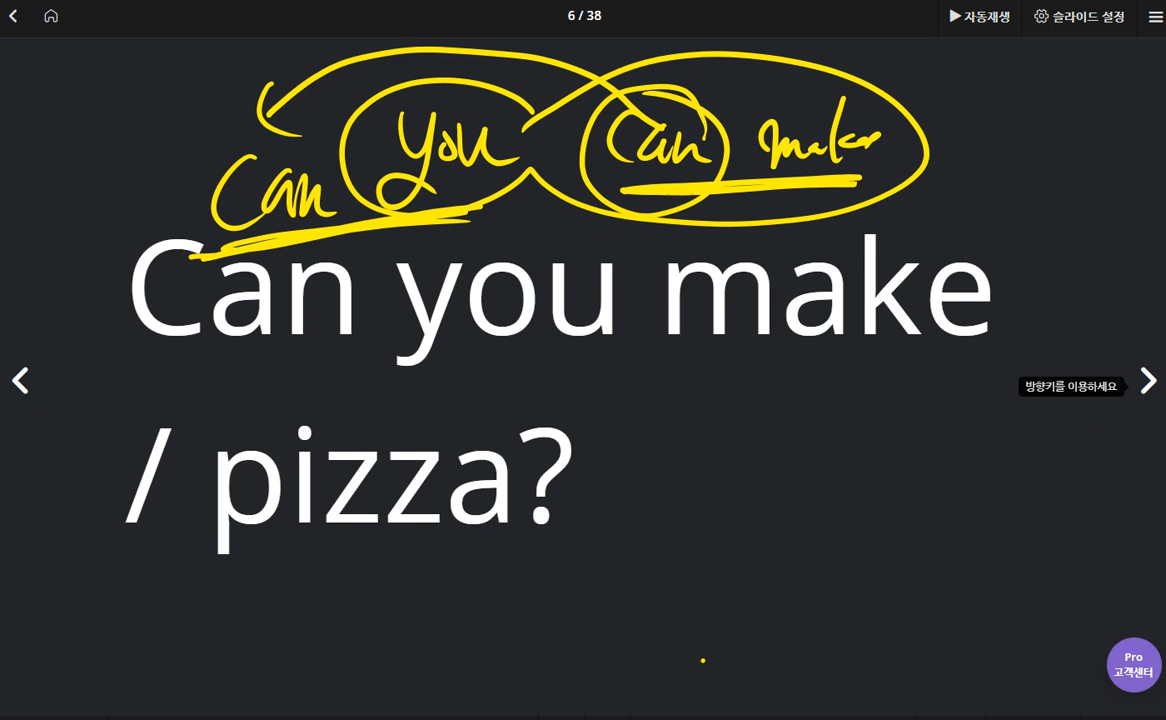 6 / 38
자동재생
슬라이드 설정
You can make
Can
Can you make
/ pizza?
방향키를 이용하세요
Pro
고객센터